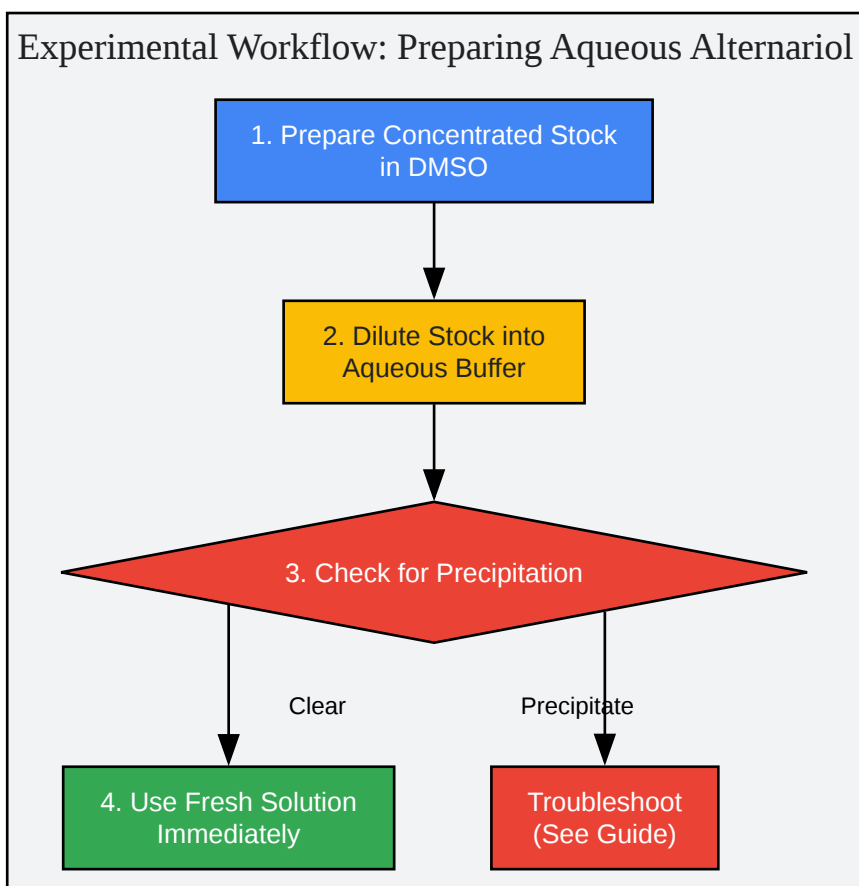 Experimental Workflow: Preparing Aqueous Alternariol
1. Prepare Concentrated Stock
in DMSO
2. Dilute Stock into
Aqueous Buffer
3. Check for Precipitation
Clear
Precipitate
4. Use Fresh Solution
Immediately
Troubleshoot
(See Guide)